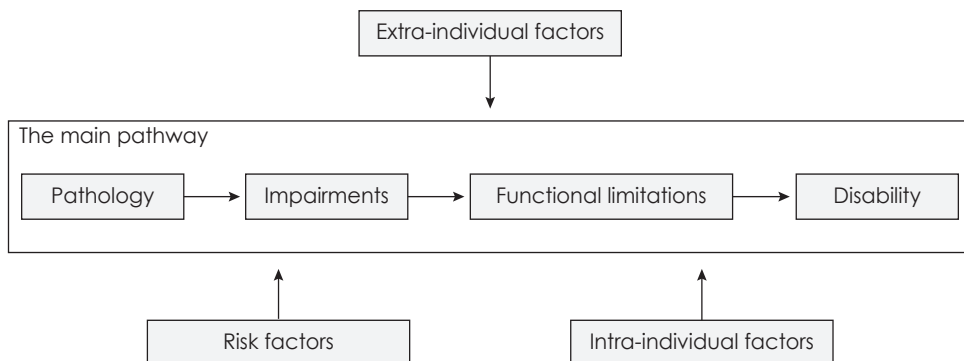 Extra-individual factors
The main pathway
Pathology
Impairments
Functional limitations
Disability
Risk factors
Intra-individual factors